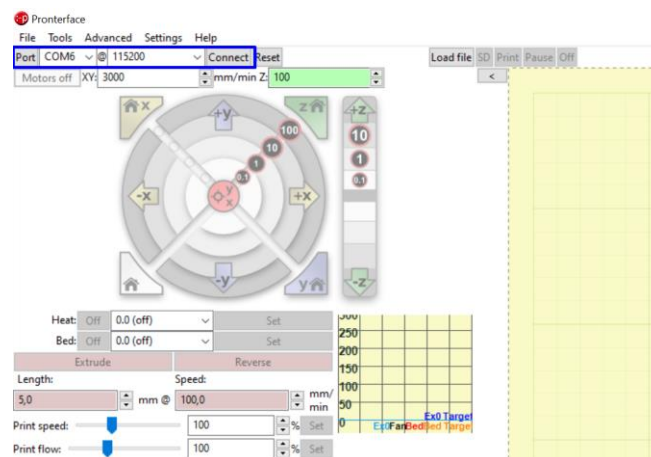 Pronterface
File Tools Advanced Settings Help
Port COM6 @ 115200 Connect Reset Load file SD Print Pause Off
Motors off XY: 3000 mm/min Z: 100 <
x +y z +z
100 10
10 1
1 0.1
0.1
-x y x +x
-y y -z
Heat: Off 0.0 (off) Set 300
250
Bed: Off 0.0 (off) Set 200
Extrude Reverse 150
Length: Speed: 100
5,0 mm @ 100,0 mm/min 50
Print speed: 100 % Set 0 Ex0 Target
Ex0 Fan Bed Bed Target
Print flow: 100 % Set